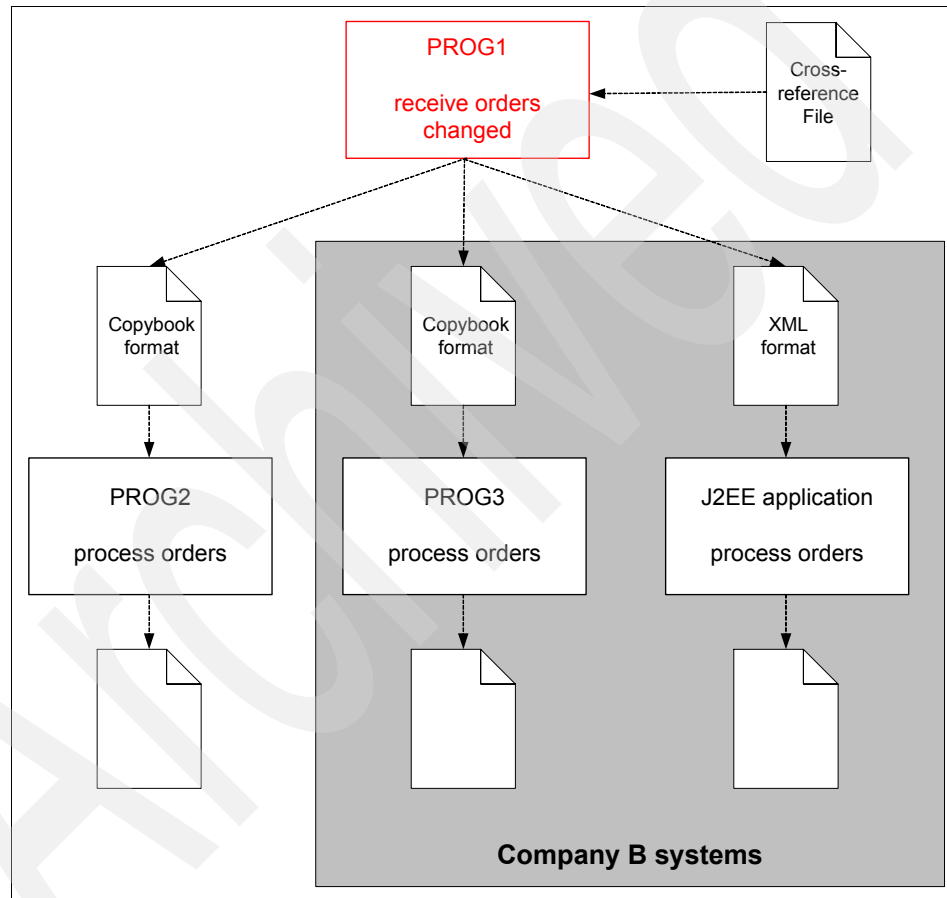 PROG1
receive orders
changed
Cross-
reference
File
Copybook
format
Copybook
format
XML
format
PROG2
process orders
PROG3
process orders
J2EE application
process orders
Company B systems
Archived